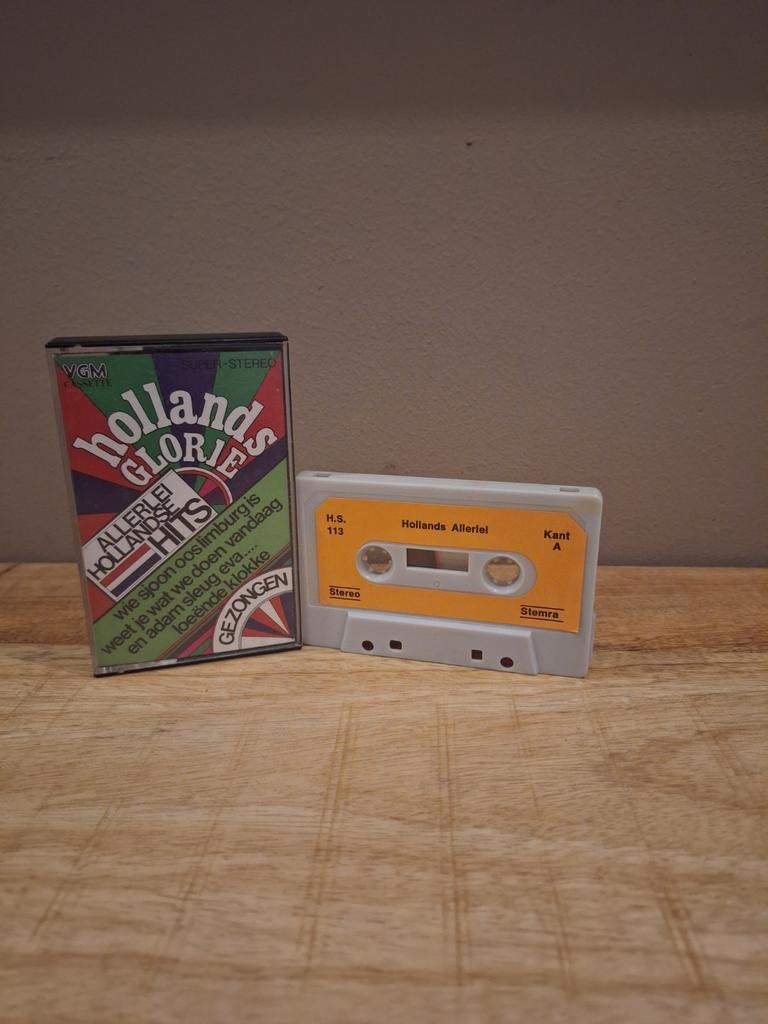 VGM
CASSETTE
SUPER-STEREO
hollands
GLORIE
ALLERLEI
HOLLANDSE
HITS
wie sjoon oos limburg is
weet je wat we doen vandaag
en adam sleug eva....
loeënde klokke
GEZONGEN
H.S.
113
Hollands Allerlei
Kant
A
Stereo
Stemra